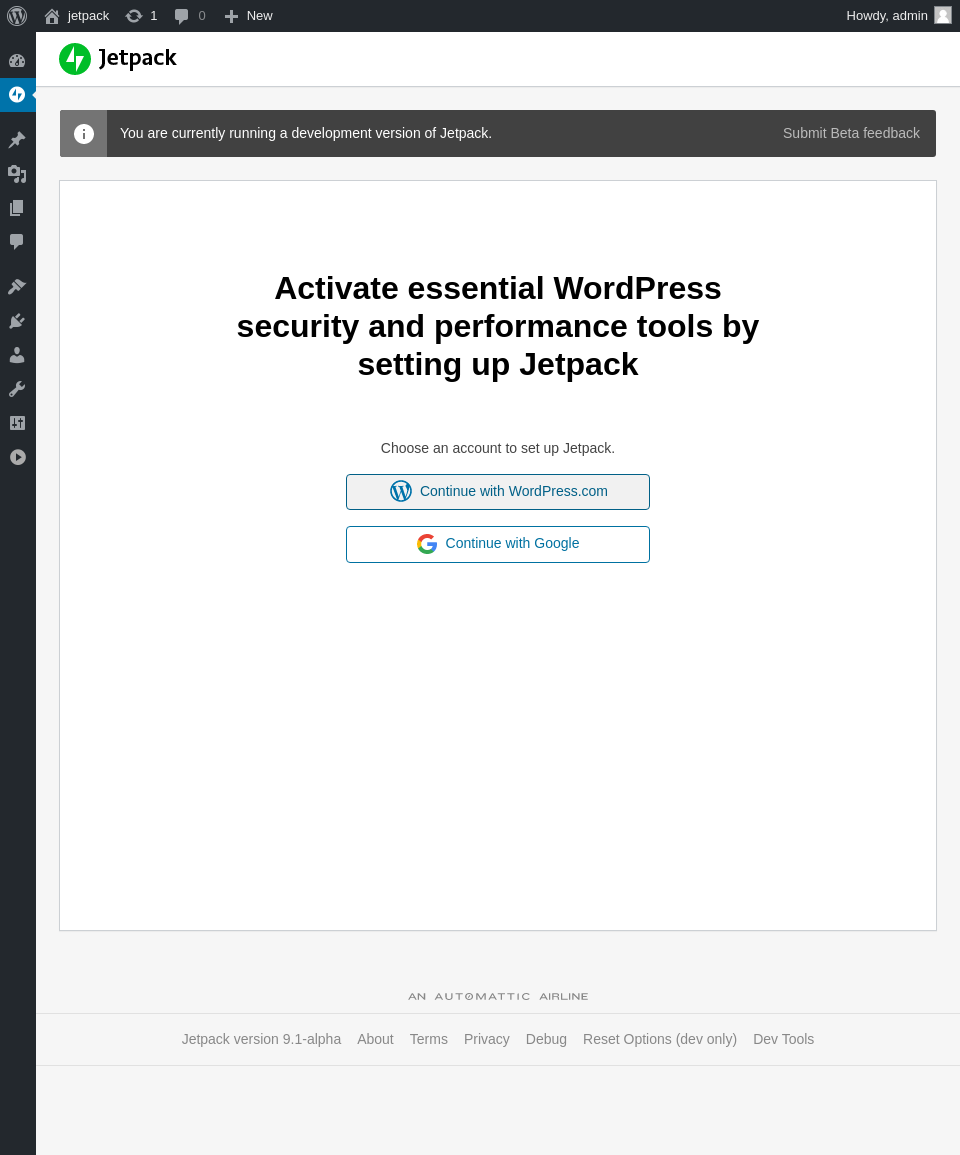 jetpack 1 0 New Howdy, admin
Jetpack
You are currently running a development version of Jetpack. Submit Beta feedback
Activate essential WordPress
security and performance tools by
setting up Jetpack
Choose an account to set up Jetpack.
Continue with WordPress.com
Continue with Google
AN AUTOMATTIC AIRLINE
Jetpack version 9.1-alpha About Terms Privacy Debug Reset Options (dev only) Dev Tools